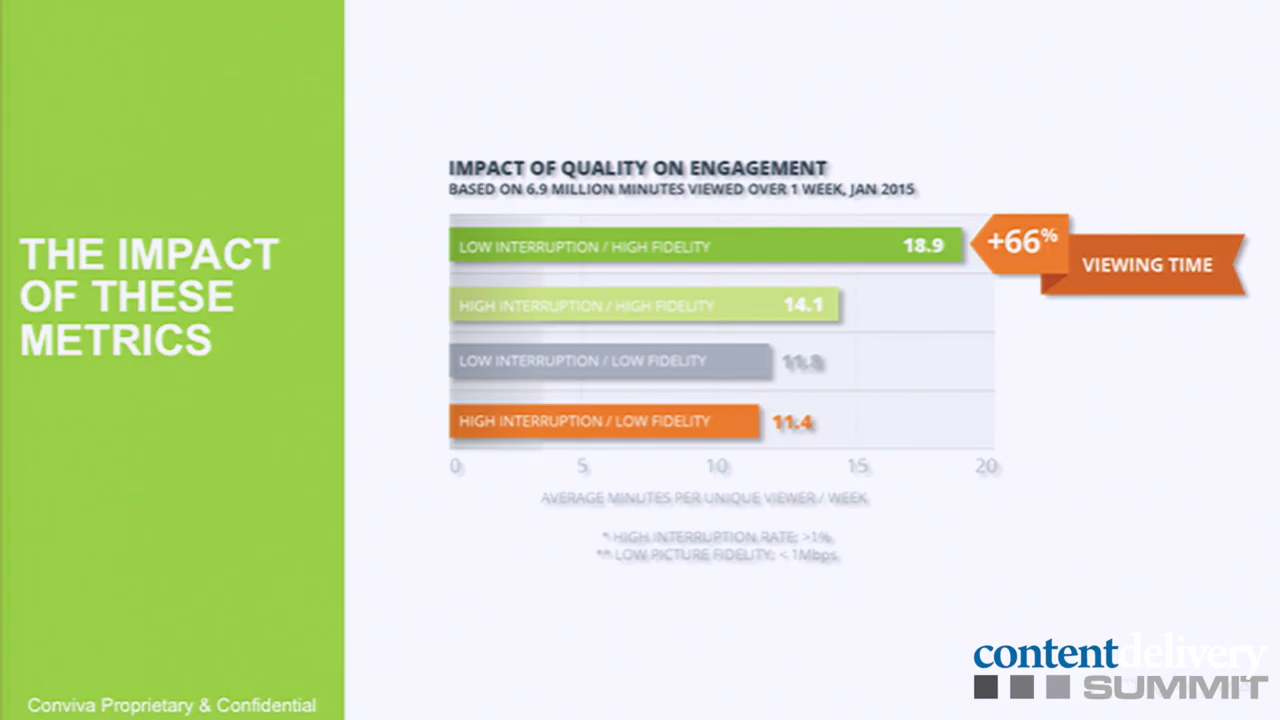 THE IMPACT
OF THESE
METRICS
IMPACT OF QUALITY ON ENGAGEMENT
BASED ON 6.9 MILLION MINUTES VIEWED OVER 1 WEEK, JAN 2015
LOW INTERRUPTION / HIGH FIDELITY 18.9
+66%
VIEWING TIME
HIGH INTERRUPTION / HIGH FIDELITY 14.1
LOW INTERRUPTION / LOW FIDELITY 11.8
HIGH INTERRUPTION / LOW FIDELITY 11.4
0 5 10 15 20
AVERAGE MINUTES PER UNIQUE VIEWER / WEEK
* HIGH INTERRUPTION RATE: >1%
** LOW PICTURE FIDELITY: < 1Mbps
contentdelivery
SUMMIT
Conviva Proprietary & Confidential